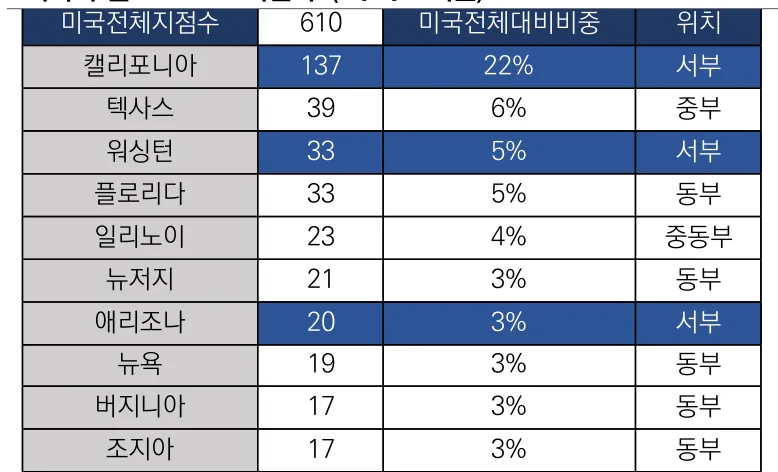 미국전체지점수 610 미국전체대비비중 위치
캘리포니아 137 22% 서부
텍사스 39 6% 중부
워싱턴 33 5% 서부
플로리다 33 5% 동부
일리노이 23 4% 중동부
뉴저지 21 3% 동부
애리조나 20 3% 서부
뉴욕 19 3% 동부
버지니아 17 3% 동부
조지아 17 3% 동부